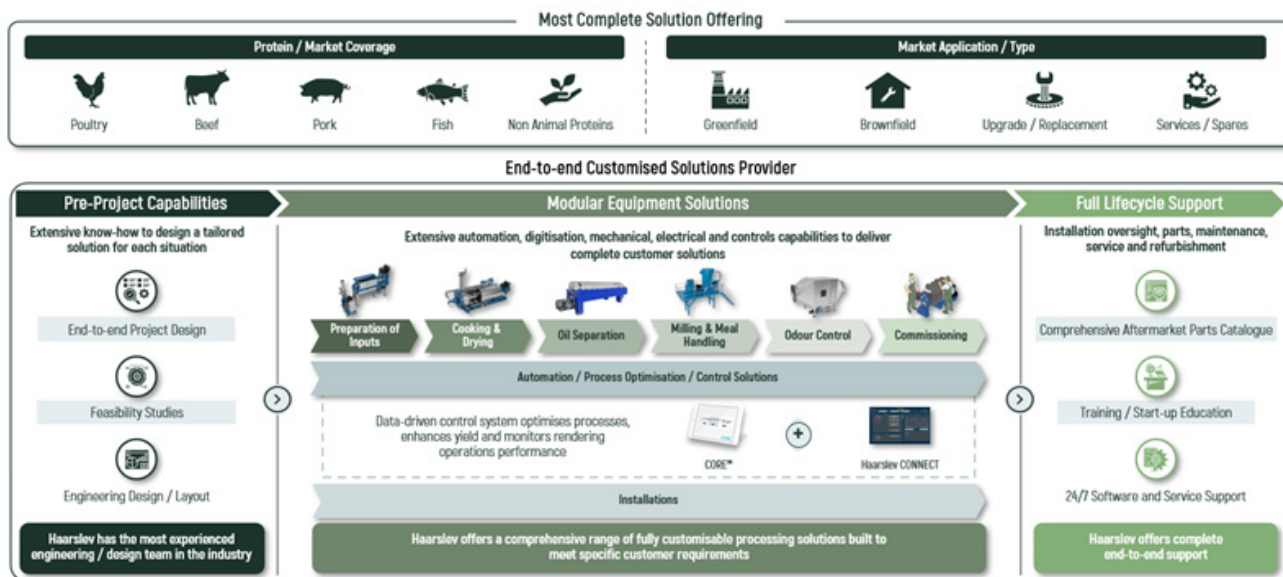 Most Complete Solution Offering
Protein / Market Coverage
Market Application / Type
Poultry
Beef
Pork
Fish
Non Animal Proteins
Greenfield
Brownfield
Upgrade / Replacement
Services / Spares
End-to-end Customised Solutions Provider
Pre-Project Capabilities
Extensive know-how to design a tailored
solution for each situation
End-to-end Project Design
Feasibility Studies
Engineering Design / Layout
Haarslev has the most experienced
engineering / design team in the industry
Modular Equipment Solutions
Extensive automation, digitisation, mechanical, electrical and controls capabilities to deliver
complete customer solutions
Preparation of
Inputs
Cooking &
Drying
Oil Separation
Milling & Meal
Handling
Odour Control
Commissioning
Automation / Process Optimisation / Control Solutions
Data-driven control system optimises processes,
enhances yield and monitors rendering
operations performance
CORE™
Haarslev CONNECT
Installations
Haarslev offers a comprehensive range of fully customisable processing solutions built to
meet specific customer requirements
Full Lifecycle Support
Installation oversight, parts, maintenance,
service and refurbishment
Comprehensive Aftermarket Parts Catalogue
Training / Start-up Education
24/7 Software and Service Support
Haarslev offers complete
end-to-end support